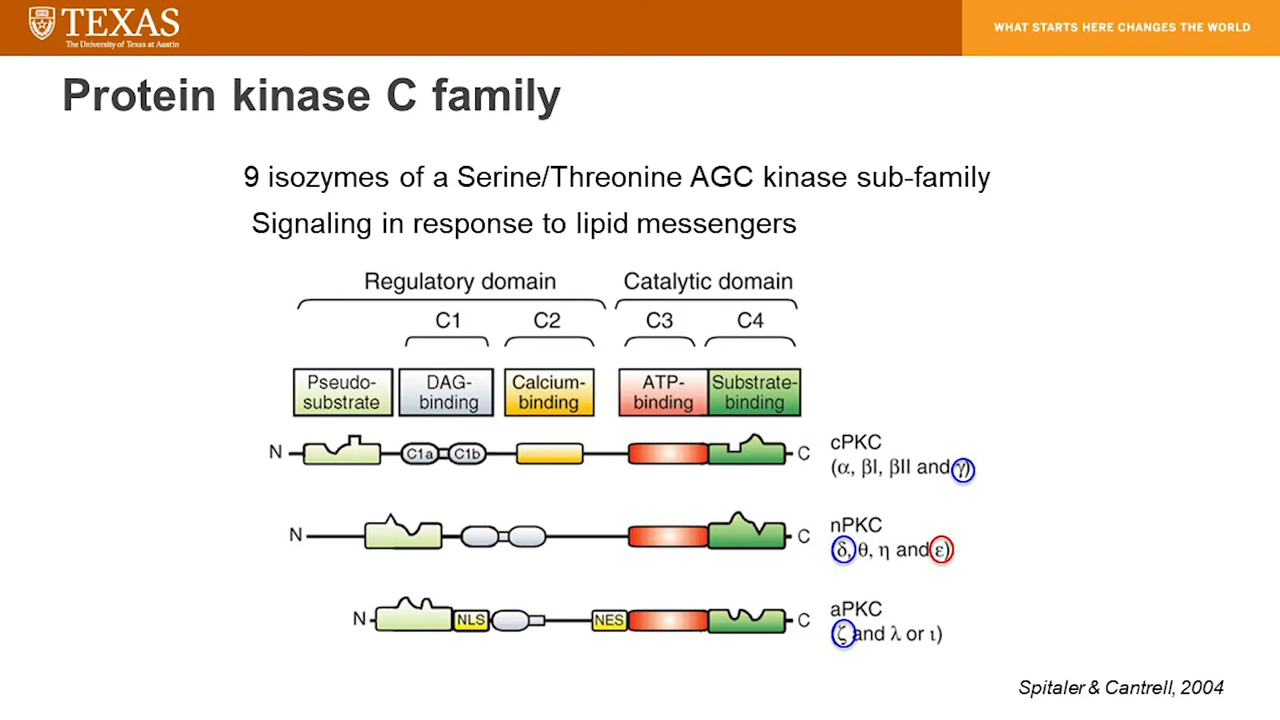 TEXAS
The University of Texas at Austin
WHAT STARTS HERE CHANGES THE WORLD
Protein kinase C family
9 isozymes of a Serine/Threonine AGC kinase sub-family
Signaling in response to lipid messengers
Regulatory domain
Catalytic domain
C1
C2
C3
C4
Pseudo-
substrate
DAG-
binding
Calcium-
binding
ATP-
binding
Substrate-
binding
N
C1a
C1b
C
cPKC
(α, βI, βII and γ)
N
C
nPKC
(δ, θ, η and ε)
N
NLS
NES
C
aPKC
(ζ and λ or ι)
Spitaler & Cantrell, 2004